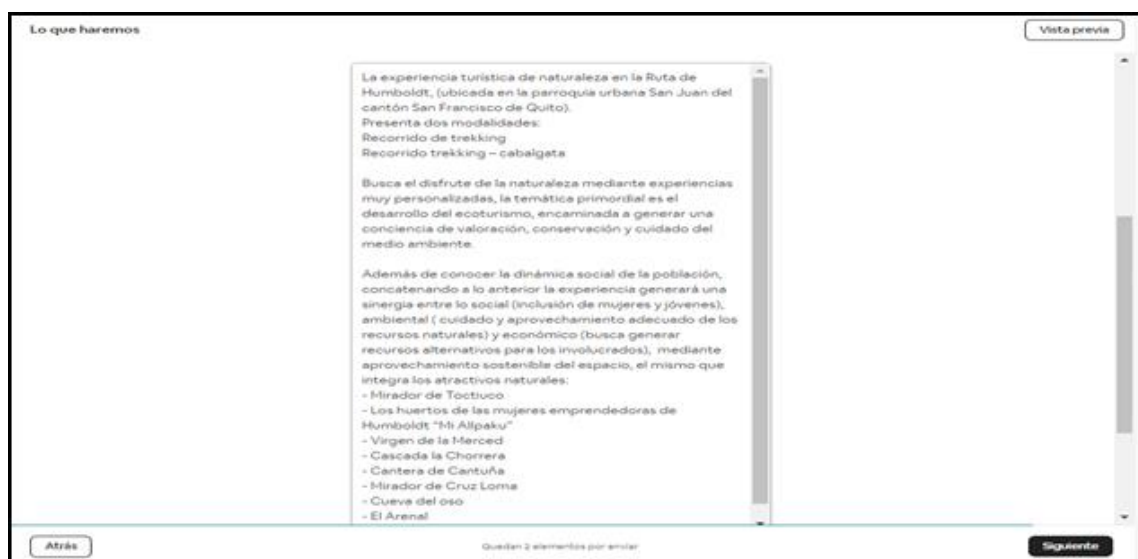 Lo que haremos
Vista previa
La experiencia turística de naturaleza en la Ruta de
Humboldt, (ubicada en la parroquia urbana San Juan del
cantón San Francisco de Quito).
Presenta dos modalidades:
Recorrido de trekking
Recorrido trekking – cabalgata
Busca el disfrute de la naturaleza mediante experiencias
muy personalizadas, la temática primordial es el
desarrollo del ecoturismo, encaminada a generar una
conciencia de valoración, conservación y cuidado del
medio ambiente.
Además de conocer la dinámica social de la población,
concatenando a lo anterior la experiencia generará una
sinergia entre lo social (inclusión de mujeres y jóvenes),
ambiental ( cuidado y aprovechamiento adecuado de los
recursos naturales) y económico (busca generar
recursos alternativos para los involucrados), mediante
aprovechamiento sostenible del espacio, el mismo que
integra los atractivos naturales:
- Mirador de Toctiuco
- Los huertos de las mujeres emprendedoras de
Humboldt "Mi Allpaku"
- Virgen de la Merced
- Cascada la Chorrera
- Cantera de Cantuña
- Mirador de Cruz Loma
- Cueva del oso
- El Arenal
Atrás
Quedan 2 elementos por enviar
Siguiente